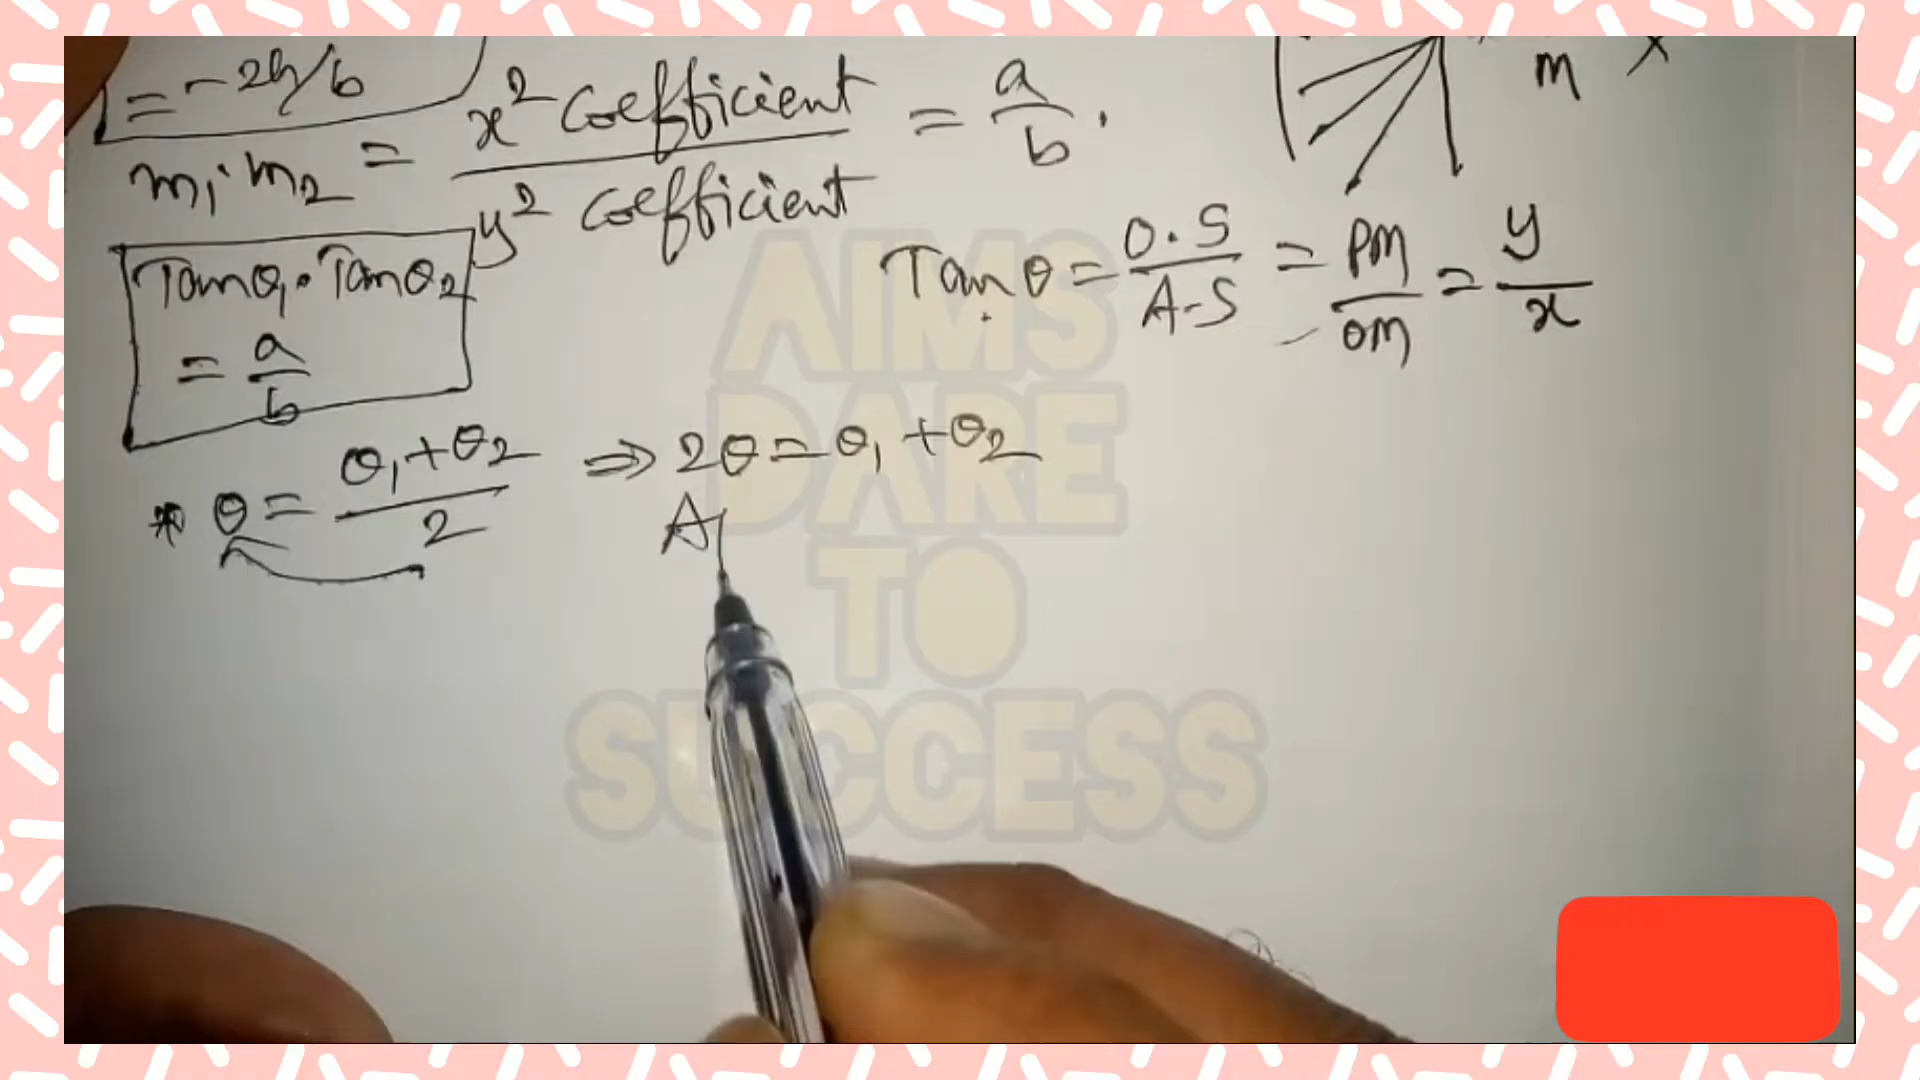 = -2h/b
m₁·m₂ = x² coefficient / y² coefficient = a/b .
m x
Tanθ₁·Tanθ₂
= a/b
Tanθ = O.S / A-S = PM / OM = y / x
* θ = θ₁+θ₂ / 2 ⇒ 2θ = θ₁+θ₂
A
AIMS
DARE
TO
SUCCESS